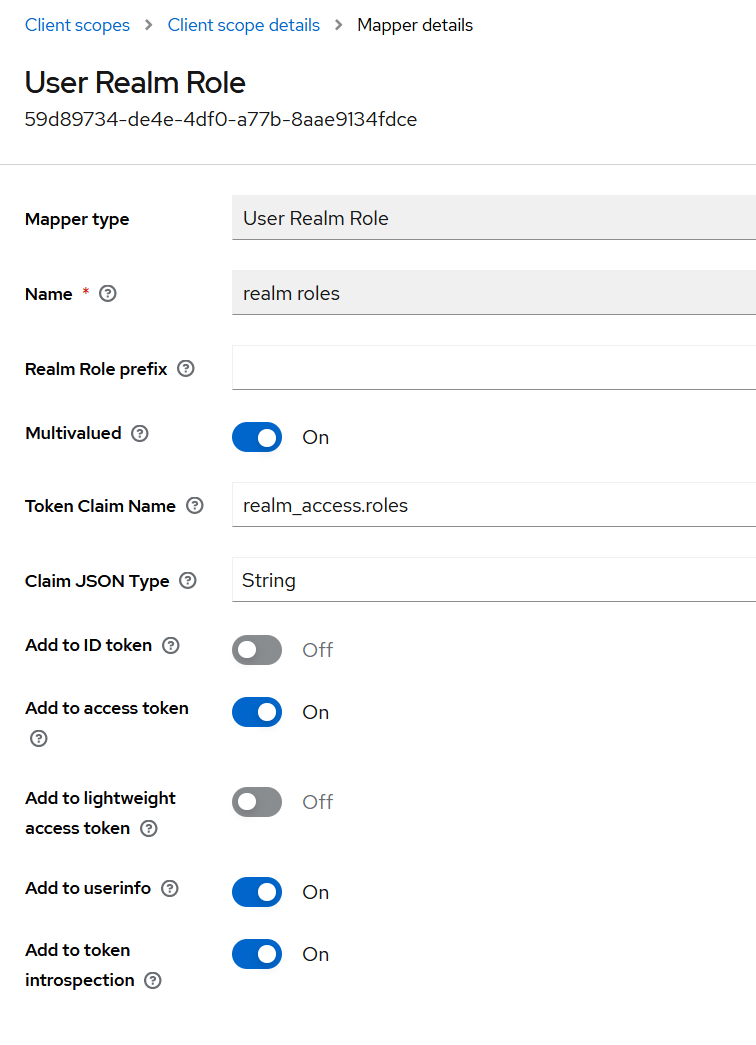 Client scopes > Client scope details > Mapper details
User Realm Role
59d89734-de4e-4df0-a77b-8aae9134fdce
Mapper type User Realm Role
Name * realm roles
Realm Role prefix
Multivalued On
Token Claim Name realm_access.roles
Claim JSON Type String
Add to ID token Off
Add to access token On
Add to lightweight
access token Off
Add to userinfo On
Add to token
introspection On